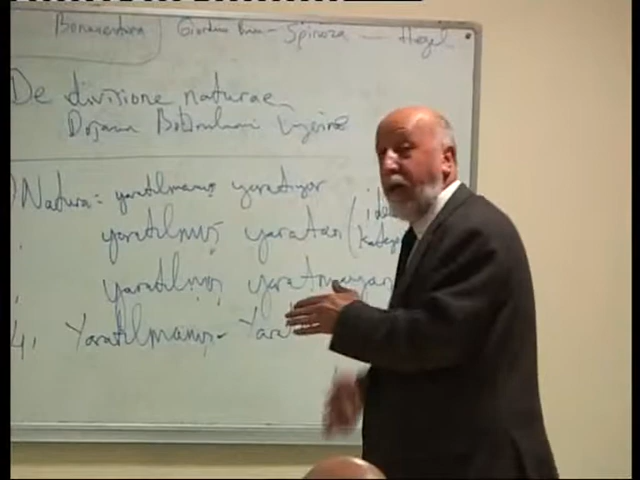 Bonaventura Giordano Bruno - Spinoza — Hegel
De divisione naturae
Doğanın Bölümleri Üzerine
Natura: yaratılmamış yaratıyor
yaratılmış yaratan (
yaratılmış yaratmayan
4, Yaratılmamış -